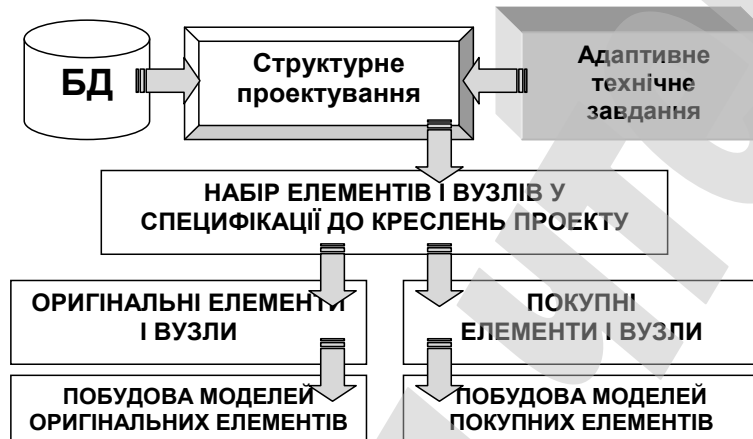 БД
Структурне
проектування
Адаптивне
технічне
завдання
НАБІР ЕЛЕМЕНТІВ І ВУЗЛІВ У
СПЕЦИФІКАЦІЇ ДО КРЕСЛЕНЬ ПРОЕКТУ
ОРИГІНАЛЬНІ ЕЛЕМЕНТИ
І ВУЗЛИ
ПОКУПНІ
ЕЛЕМЕНТИ І ВУЗЛИ
ПОБУДОВА МОДЕЛЕЙ
ОРИГІНАЛЬНИХ ЕЛЕМЕНТІВ
ПОБУДОВА МОДЕЛЕЙ
ПОКУПНИХ ЕЛЕМЕНТІВ